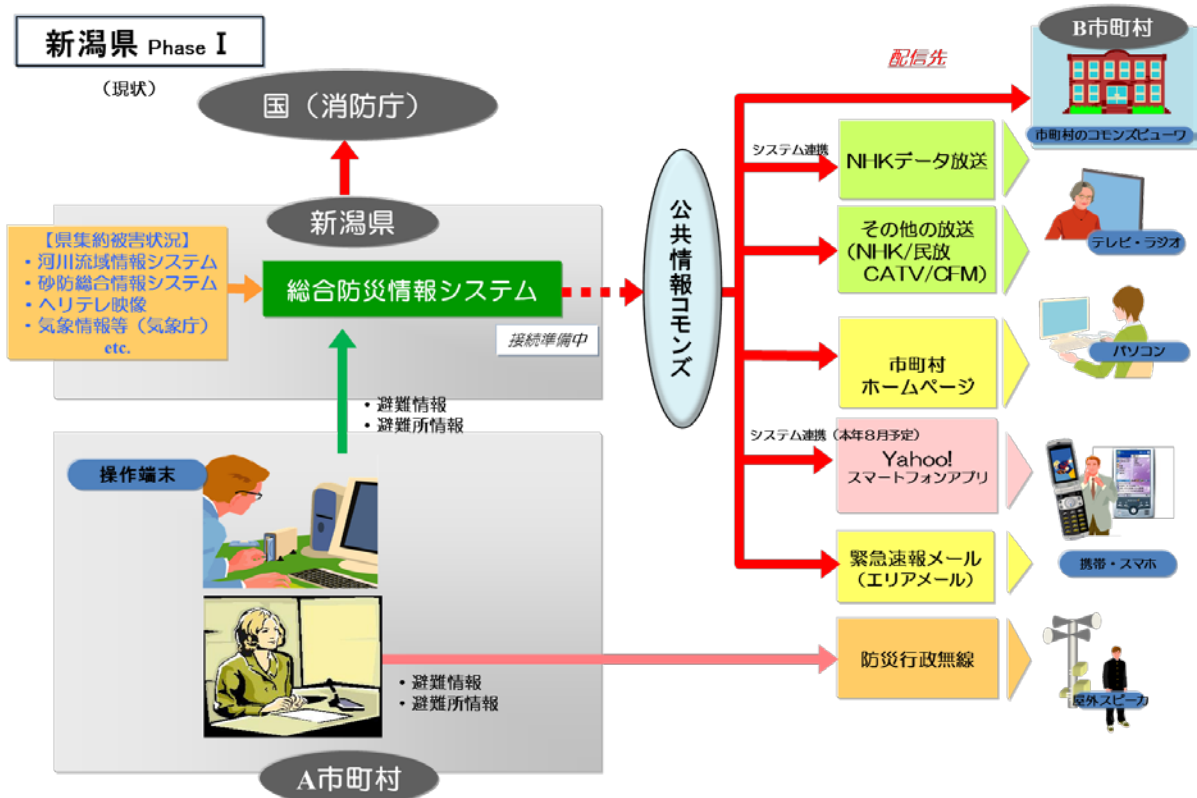 新潟県 Phase Ⅰ
（現状）
国（消防庁）
新潟県
【県集約被害状況】
・河川流域情報システム
・砂防総合情報システム
・ヘリテレ映像
・気象情報等（気象庁）
etc.
総合防災情報システム
接続準備中
・避難情報
・避難所情報
操作端末
・避難情報
・避難所情報
A市町村
公共情報コモンズ
配信先
B市町村
市町村のコモンズビューワ
システム連携
NHKデータ放送
その他の放送
(NHK/民放
CATV/CFM)
テレビ・ラジオ
市町村
ホームページ
パソコン
システム連携（本年８月予定）
Yahoo!
スマートフォンアプリ
緊急速報メール
（エリアメール）
携帯・スマホ
防災行政無線
屋外スピーカ